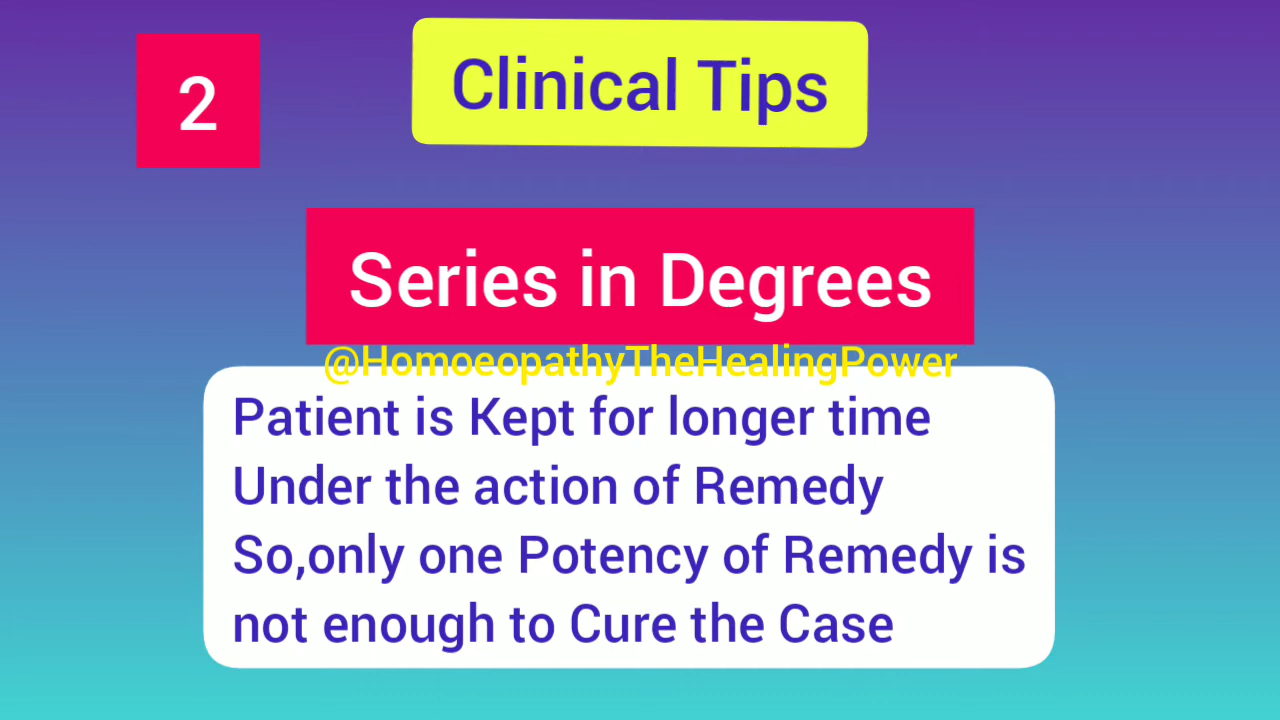 2
Clinical Tips
Series in Degrees
@HomoeopathyTheHealingPower
Patient is Kept for longer time
Under the action of Remedy
So,only one Potency of Remedy is
not enough to Cure the Case